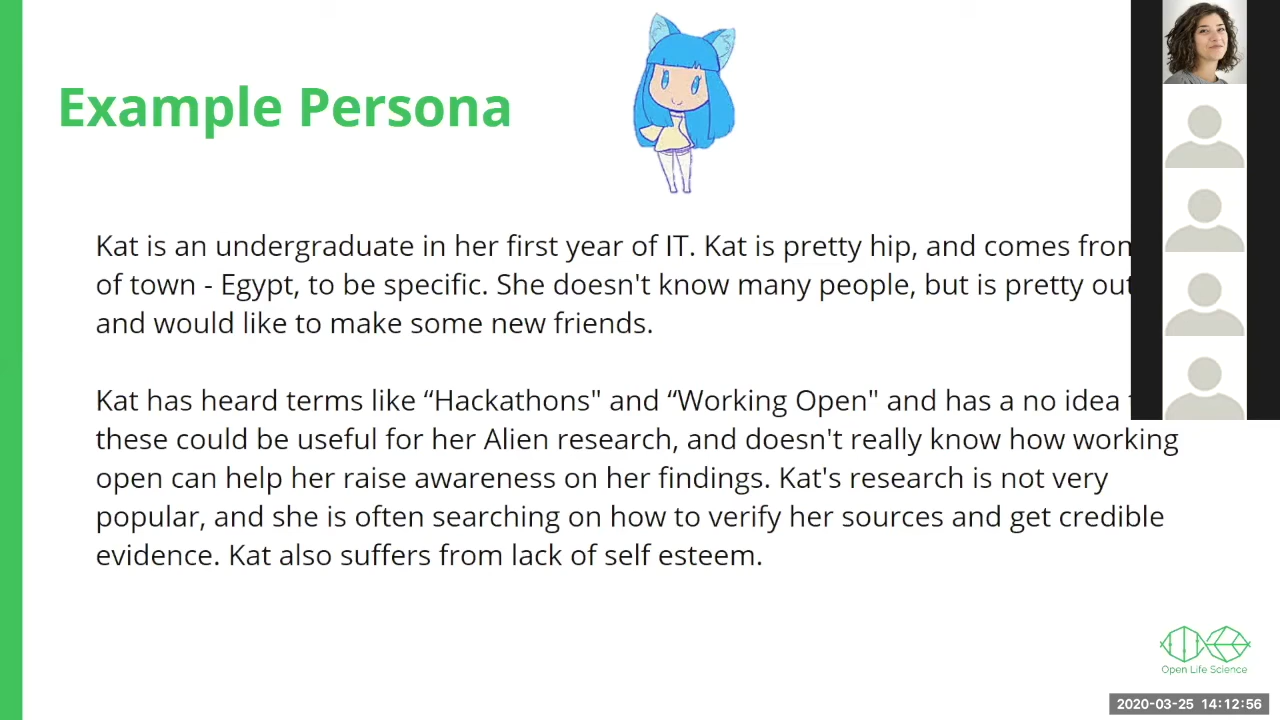 Example Persona
Kat is an undergraduate in her first year of IT. Kat is pretty hip, and comes from
of town - Egypt, to be specific. She doesn't know many people, but is pretty out
and would like to make some new friends.
Kat has heard terms like “Hackathons" and “Working Open" and has a no idea
these could be useful for her Alien research, and doesn't really know how working
open can help her raise awareness on her findings. Kat's research is not very
popular, and she is often searching on how to verify her sources and get credible
evidence. Kat also suffers from lack of self esteem.
Open Life Science
2020-03-25 14:12:56